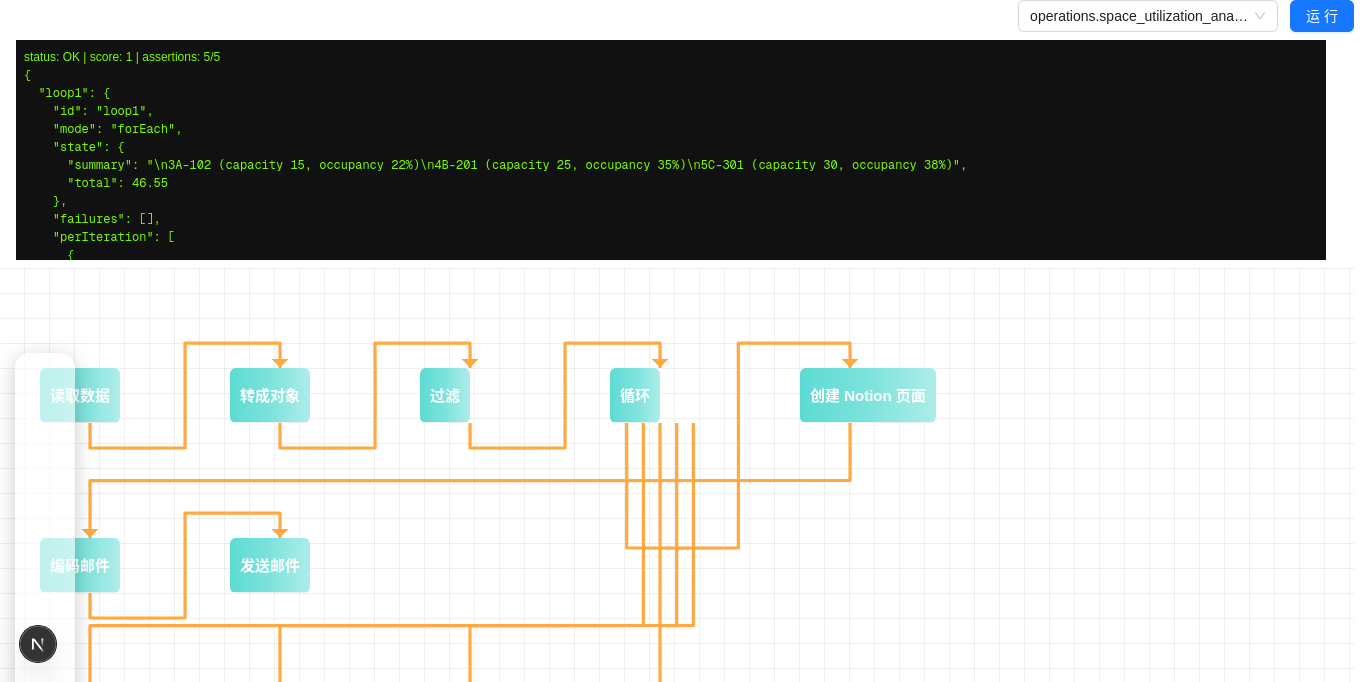 operations.space_utilization_ana…
运 行
status: OK | score: 1 | assertions: 5/5
{
  "loop1": {
    "id": "loop1",
    "mode": "forEach",
    "state": {
      "summary": "\n3A-102 (capacity 15, occupancy 22%)\n4B-201 (capacity 25, occupancy 35%)\n5C-301 (capacity 30, occupancy 38%)",
      "total": 46.55
    },
    "failures": [],
    "perIteration": [
      {
读取数据
转成对象
过滤
循环
创建 Notion 页面
编码邮件
发送邮件
N